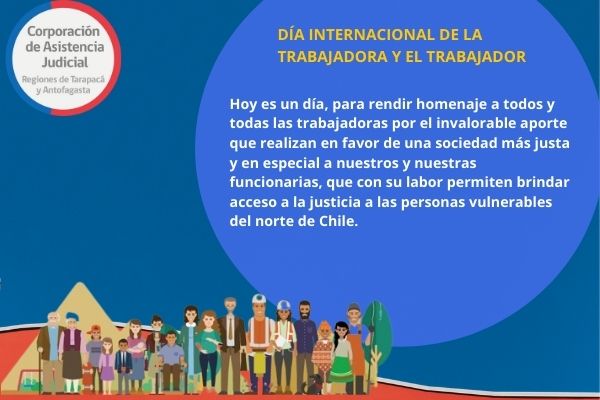 Corporación
de Asistencia
Judicial
Regiones de Tarapacá
y Antofagasta
DÍA INTERNACIONAL DE LA
TRABAJADORA Y EL TRABAJADOR
Hoy es un día, para rendir homenaje a todos y
todas las trabajadoras por el invalorable aporte
que realizan en favor de una sociedad más justa
y en especial a nuestros y nuestras
funcionarias, que con su labor permiten brindar
acceso a la justicia a las personas vulnerables
del norte de Chile.